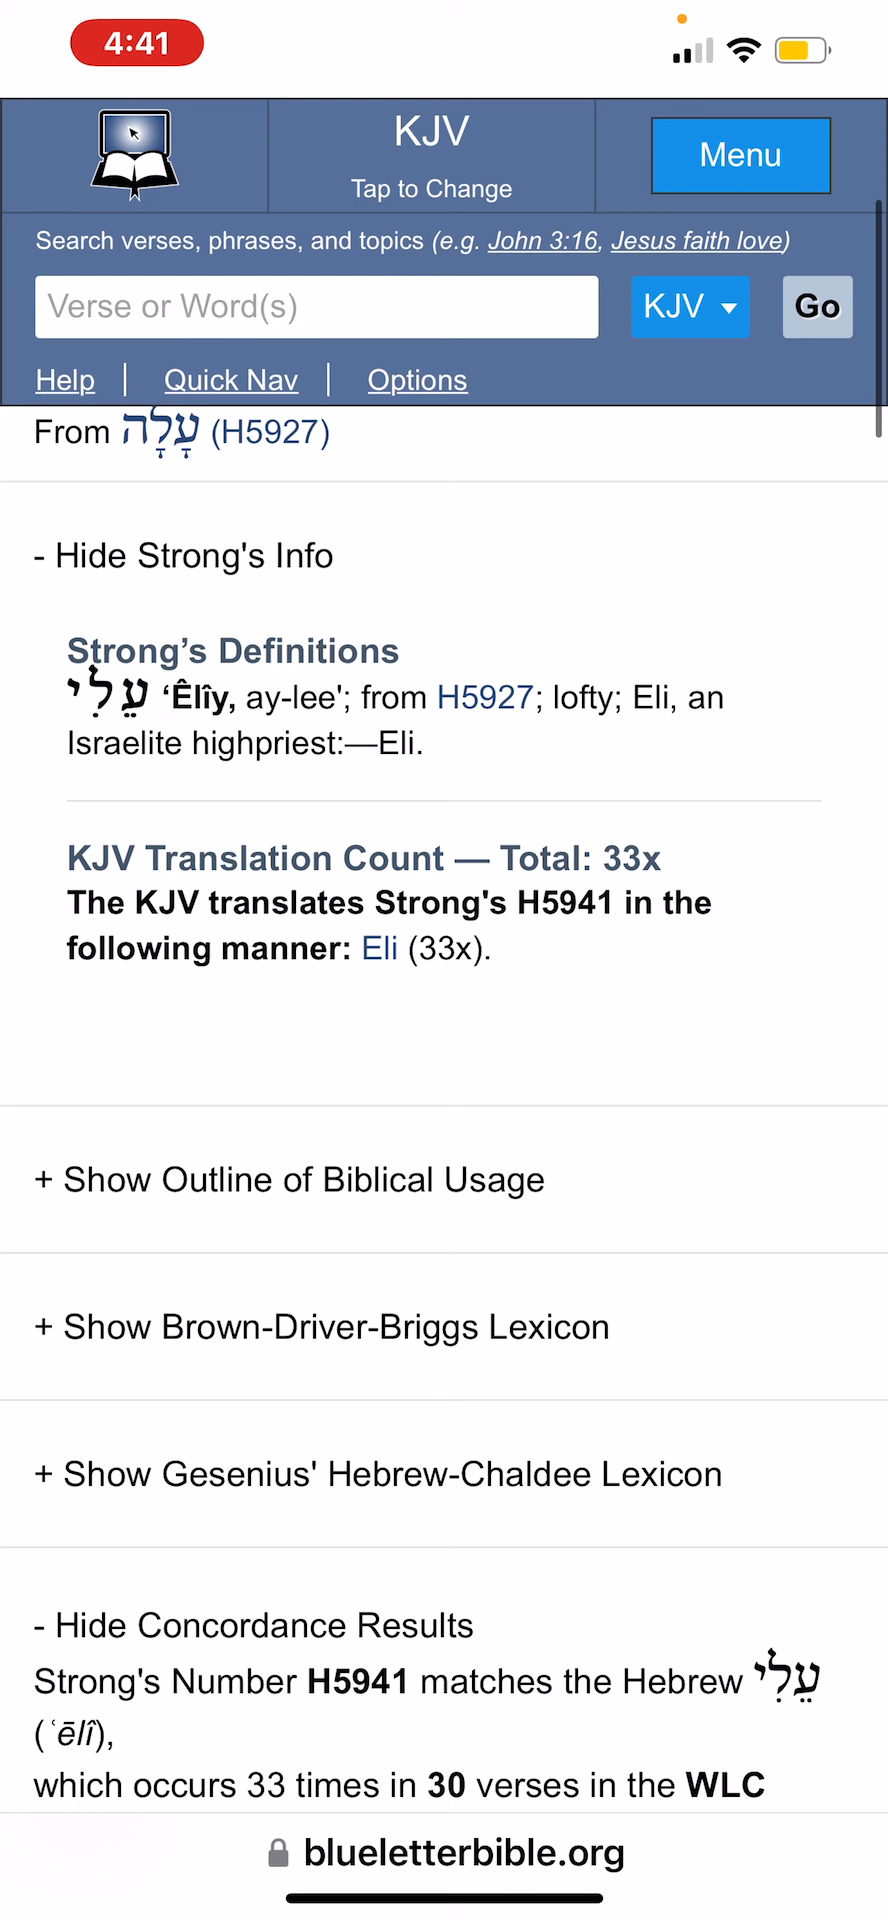 4:41
KJV
Tap to Change
Menu
Search verses, phrases, and topics (e.g. John 3:16, Jesus faith love)
Verse or Word(s)
KJV
Go
Help | Quick Nav | Options
From עָלָה (H5927)
- Hide Strong's Info
Strong’s Definitions
עֵלִי ‘Êlîy, ay-lee'; from H5927; lofty; Eli, an
Israelite highpriest:—Eli.
KJV Translation Count — Total: 33x
The KJV translates Strong's H5941 in the
following manner: Eli (33x).
+ Show Outline of Biblical Usage
+ Show Brown-Driver-Briggs Lexicon
+ Show Gesenius' Hebrew-Chaldee Lexicon
- Hide Concordance Results
Strong's Number H5941 matches the Hebrew עֵלִי
(ʿēlî),
which occurs 33 times in 30 verses in the WLC
blueletterbible.org